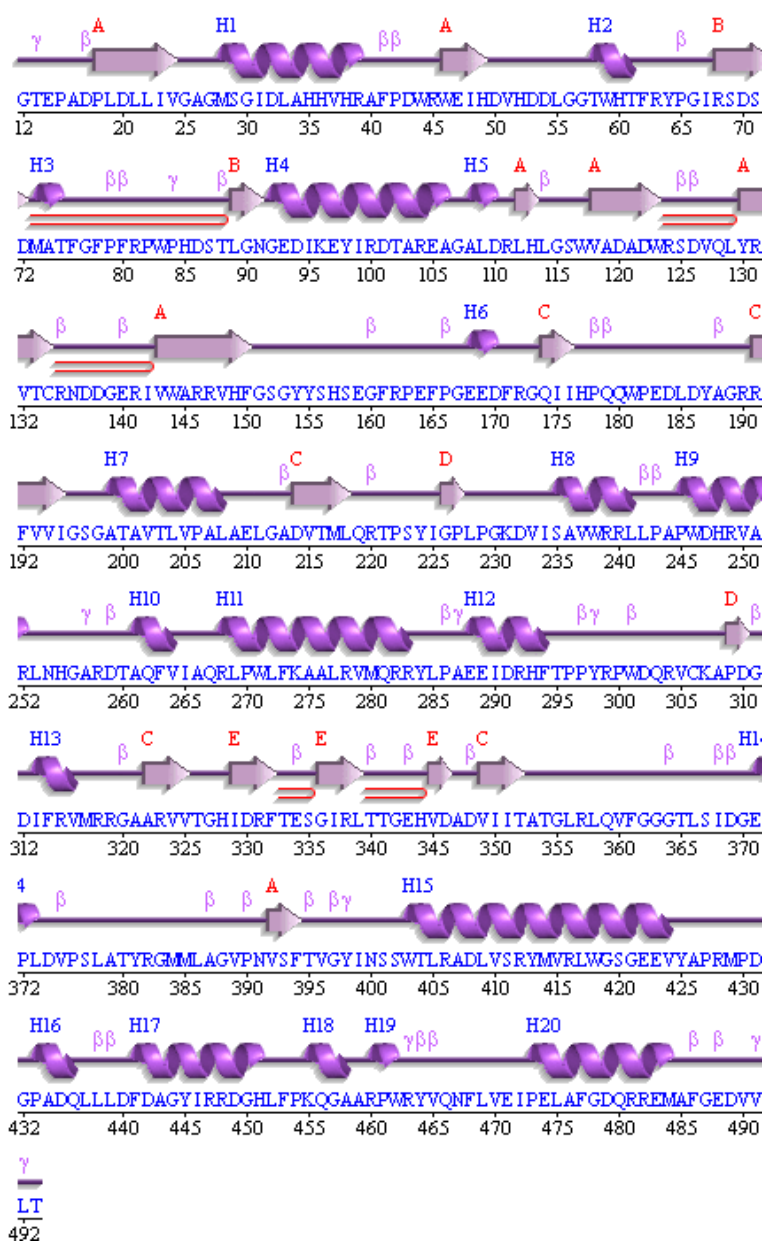 A H1 A H2 B
γ β ββ β
GTEPADPLDLLIVGAGMSGIDLAHHVHRAFPDWRWEIHDVHDDLGGTWHTFRYPGIRSDS
12 20 25 30 35 40 45 50 55 60 65 70
H3 B H4 H5 A A A
ββ γ β β ββ
DMATFGFPFRPWPHDSTLGNGEDIKEYIRDTAREAGALDRLHLGSWVADADWRSDVQLYR
72 80 85 90 95 100 105 110 115 120 125 130
A H6 C C
β β β β ββ β
VTCRNDDGERIVWARRVHFGSGYYSHSEGFRPEFPGEEDFRGQIIHPQQWPEDLDYAGRR
132 140 145 150 155 160 165 170 175 180 185 190
H7 C D H8 H9
β β ββ
FVVIGSGATAVTLVPALAELGADVTMLQRTPSYIGPLPGKDVISAVWRRLLPAPWDHRVA
192 200 205 210 215 220 225 230 235 240 245 250
H10 H11 H12 D
γ β βγ βγ β β
RLNHGARDTAQFVIAQRLPWLFKAALRVMQRRYLPAEEIDRHFTPPYRPWDQRVCKAPDG
252 260 265 270 275 280 285 290 295 300 305 310
H13 C E E E C H14
β β β β β β ββ
DIFRVMRRGAARVVTGHIDRFTESGIRLTTGEHVDADVIITATGLRLQVFGGGTLSIDGE
312 320 325 330 335 340 345 350 355 360 365 370
4 A H15
β β β β βγ
PLDVPSLATYRGMMLAGVPNVSFTVGYINSSWTLRADLVSRYMVRLWGSGEEVYAPRMPD
372 380 385 390 395 400 405 410 415 420 425 430
H16 H17 H18 H19 H20
ββ γββ β β γ
GPADQLLLDFDAGYIRRDGHLFPKQGAARPWRYVQNFLVEIPELAFGDQRREMAFGEDVV
432 440 445 450 455 460 465 470 475 480 485 490
γ
LT
492